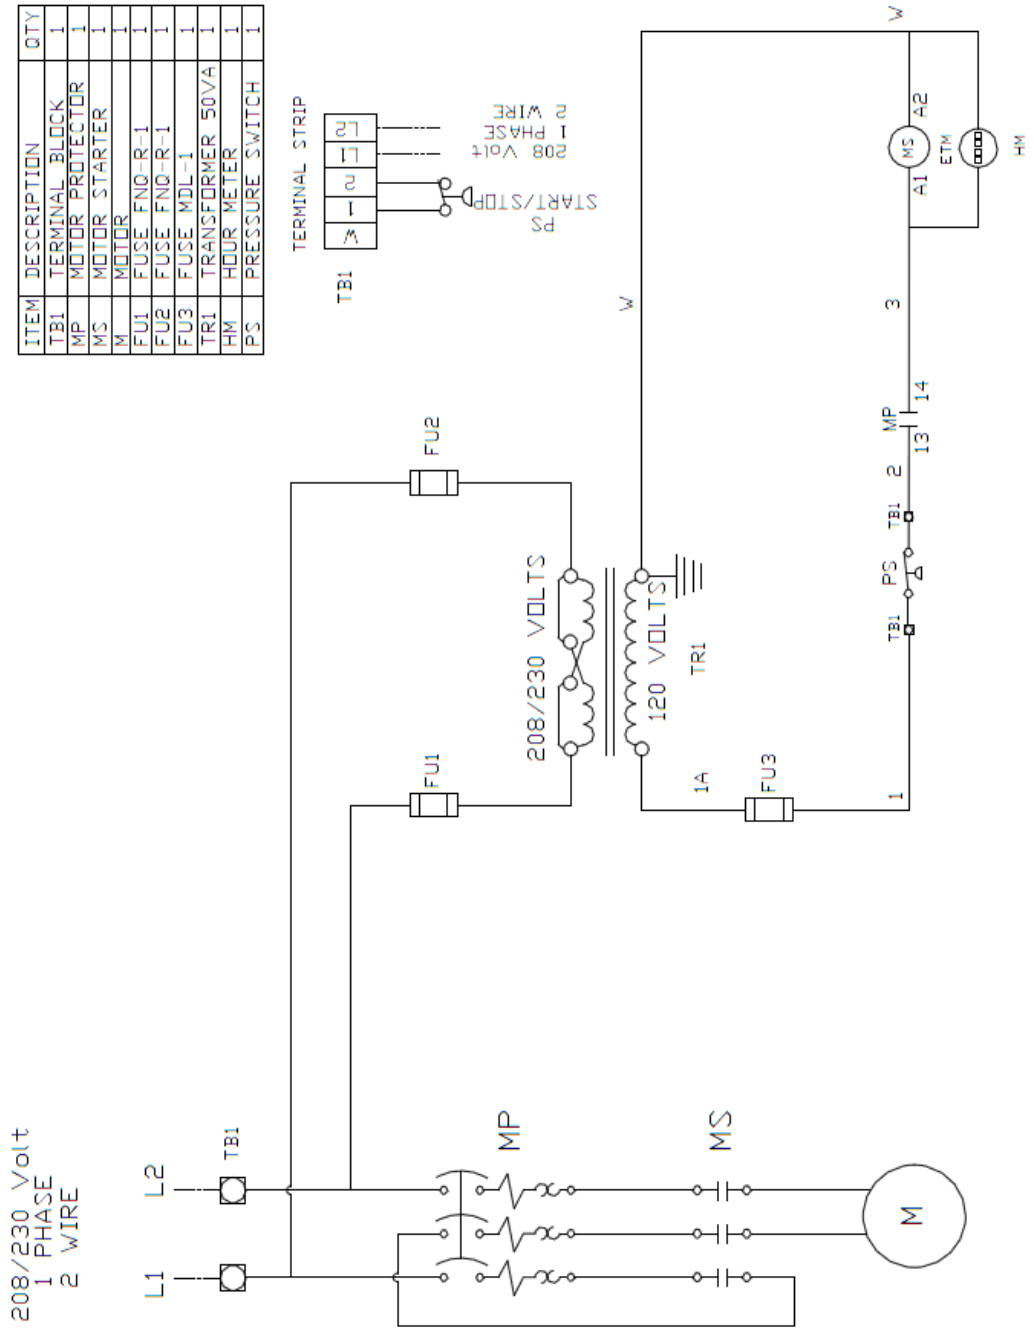 208/230 Volt
1 PHASE
2 WIRE
L1
L2
TB1
MP
MS
M
FU1
FU2
208/230 VOLTS
120 VOLTS
TR1
1A
FU3
1
TB1
PS
TB1
2
MP
13
14
3
W
W
A1
MS
A2
ETM
HM
ITEM DESCRIPTION QTY
TB1 TERMINAL BLOCK 1
MP MOTOR PROTECTOR 1
MS MOTOR STARTER 1
M MOTOR 1
FU1 FUSE FNQ-R-1 1
FU2 FUSE FNQ-R-1 1
FU3 FUSE MDL-1 1
TR1 TRANSFORMER 50VA 1
HM HOUR METER 1
PS PRESSURE SWITCH 1
TERMINAL STRIP
TB1
W 1 2 L1 L2
PS
START/STOP
208 Volt
1 PHASE
2 WIRE